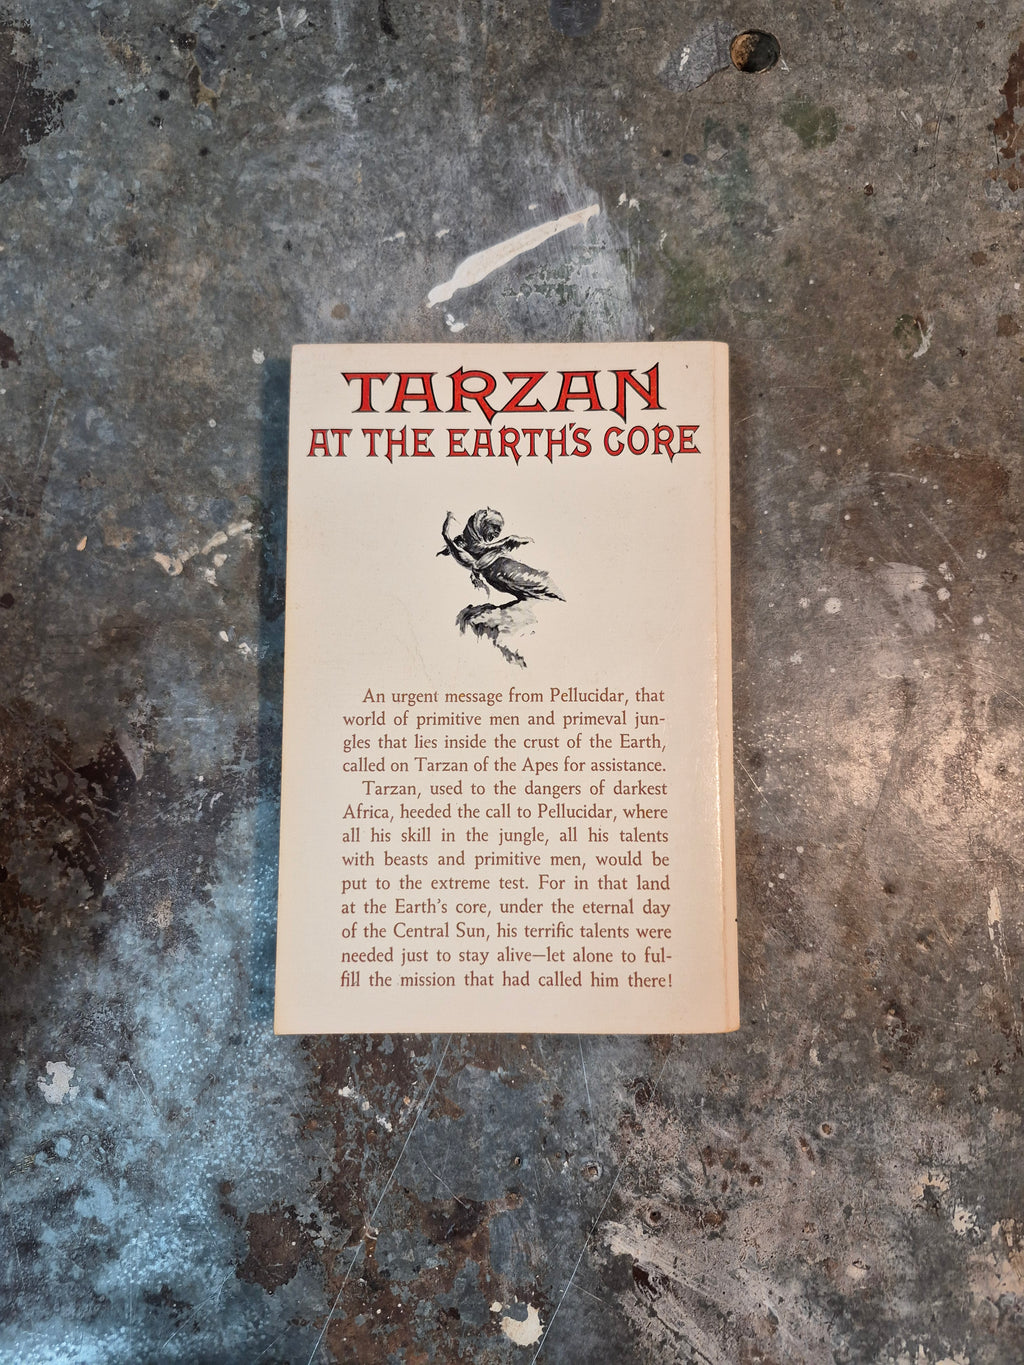 TARZAN
AT THE EARTH'S CORE
An urgent message from Pellucidar, that
world of primitive men and primeval jun-
gles that lies inside the crust of the Earth,
called on Tarzan of the Apes for assistance.
Tarzan, used to the dangers of darkest
Africa, heeded the call to Pellucidar, where
all his skill in the jungle, all his talents
with beasts and primitive men, would be
put to the extreme test. For in that land
at the Earth's core, under the eternal day
of the Central Sun, his terrific talents were
needed just to stay alive—let alone to ful-
fill the mission that had called him there!